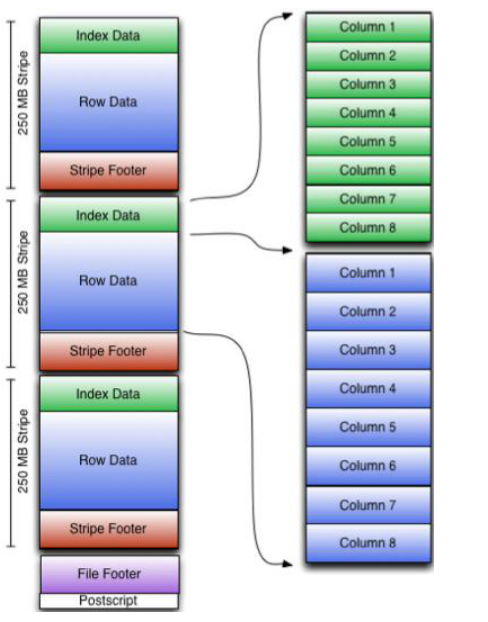 250 MB Stripe
Index Data
Row Data
Stripe Footer
250 MB Stripe
Index Data
Row Data
Stripe Footer
250 MB Stripe
Index Data
Row Data
Stripe Footer
File Footer
Postscript
Column 1
Column 2
Column 3
Column 4
Column 5
Column 6
Column 7
Column 8
Column 1
Column 2
Column 3
Column 4
Column 5
Column 6
Column 7
Column 8